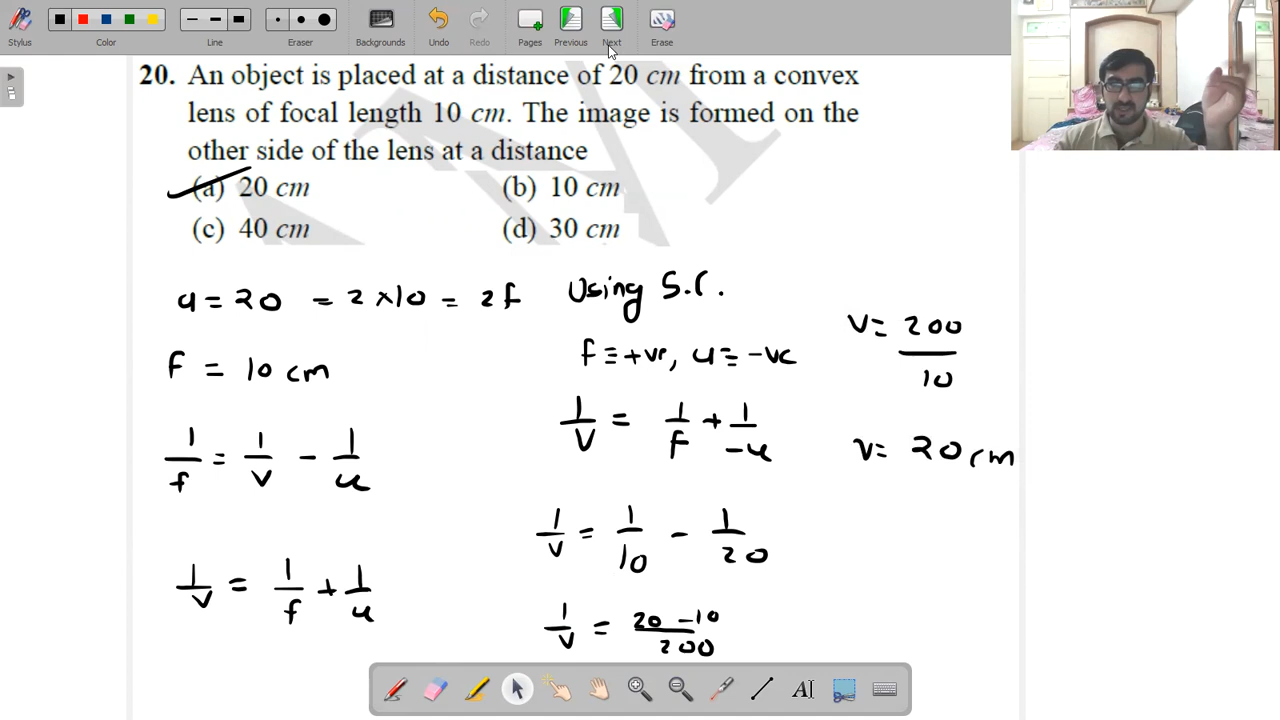 Stylus Color Line Eraser Backgrounds Undo Redo Pages Previous Next Erase
20. An object is placed at a distance of 20 cm from a convex
lens of focal length 10 cm. The image is formed on the
other side of the lens at a distance
(a) 20 cm (b) 10 cm
(c) 40 cm (d) 30 cm
u = 20 = 2 × 10 = 2f
f = 10 cm
1/f = 1/v - 1/u
1/v = 1/f + 1/u
Using S.C.
f ≡ +ve, u ≡ -ve
1/v = 1/f + 1/-u
1/v = 1/10 - 1/20
1/v = 20 - 10/200
v = 200/10
v = 20 cm